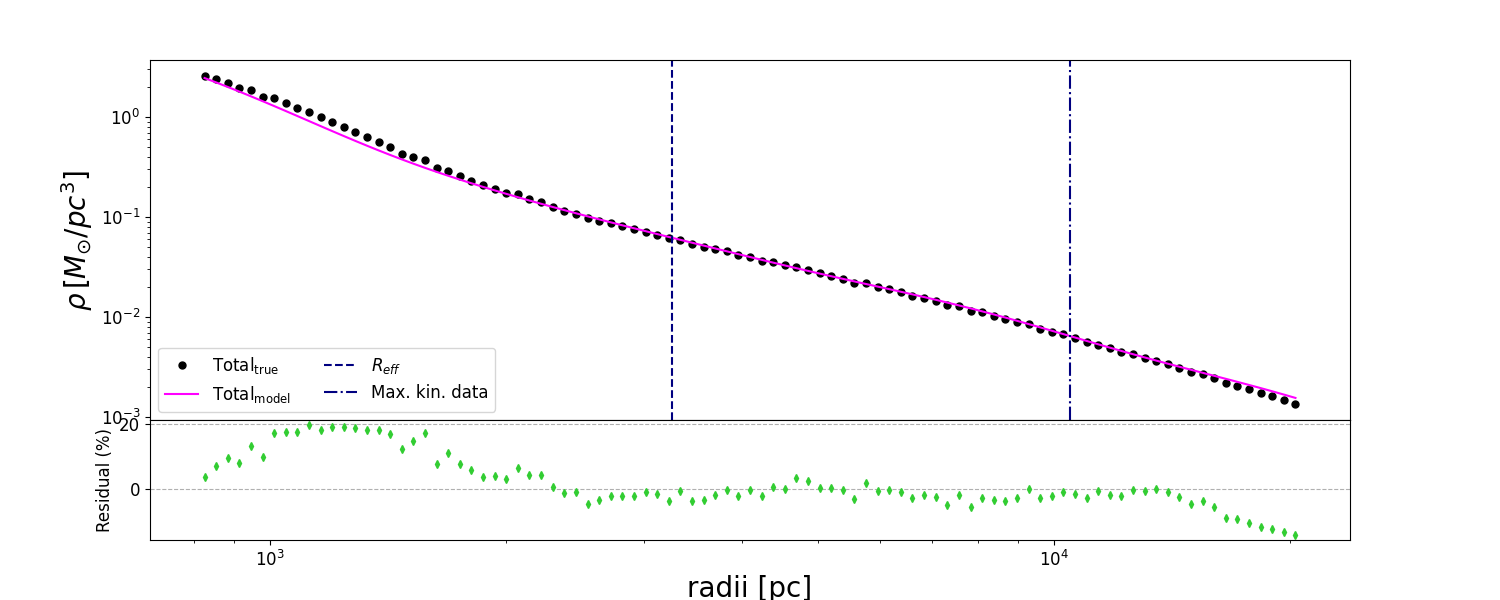 ρ [M⊙/pc³]
10⁰
10⁻¹
10⁻²
10⁻³
Total_true
Total_model
R_eff
Max. kin. data
Residual (%)
20
0
10³
10⁴
radii [pc]